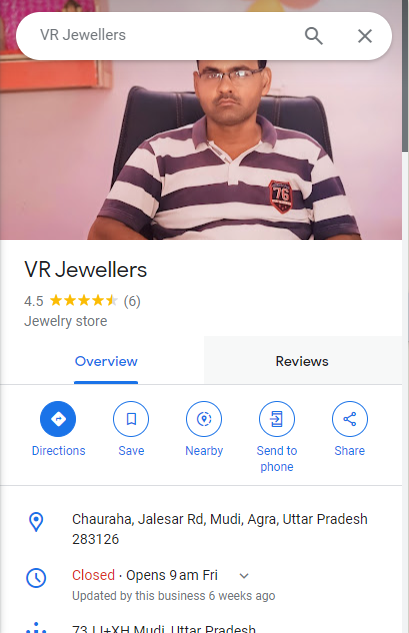 VR Jewellers
76
VR Jewellers
4.5 (6)
Jewelry store
Overview Reviews
Directions Save Nearby Send to phone Share
Chauraha, Jalesar Rd, Mudi, Agra, Uttar Pradesh
283126
Closed · Opens 9 am Fri
Updated by this business 6 weeks ago
Mudi, Uttar Pradesh